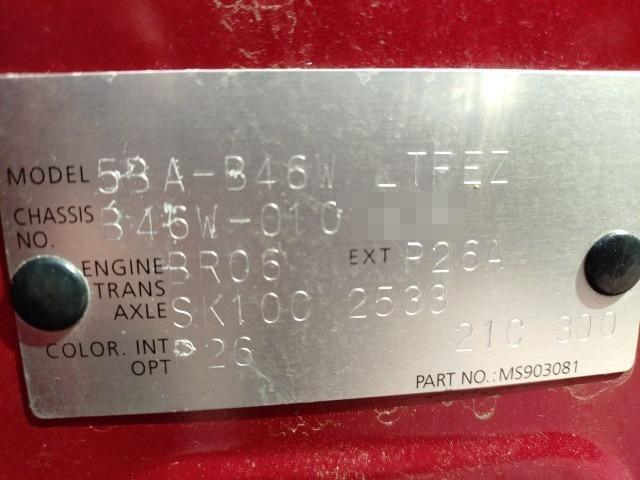 MODEL 5BA-B46W LTFEZ
CHASSIS NO. B46W-010
ENGINE BR06 EXT P26A
TRANS AXLE SK10C 2533
COLOR. INT P26 21C 300
OPT
PART NO.:MS903081